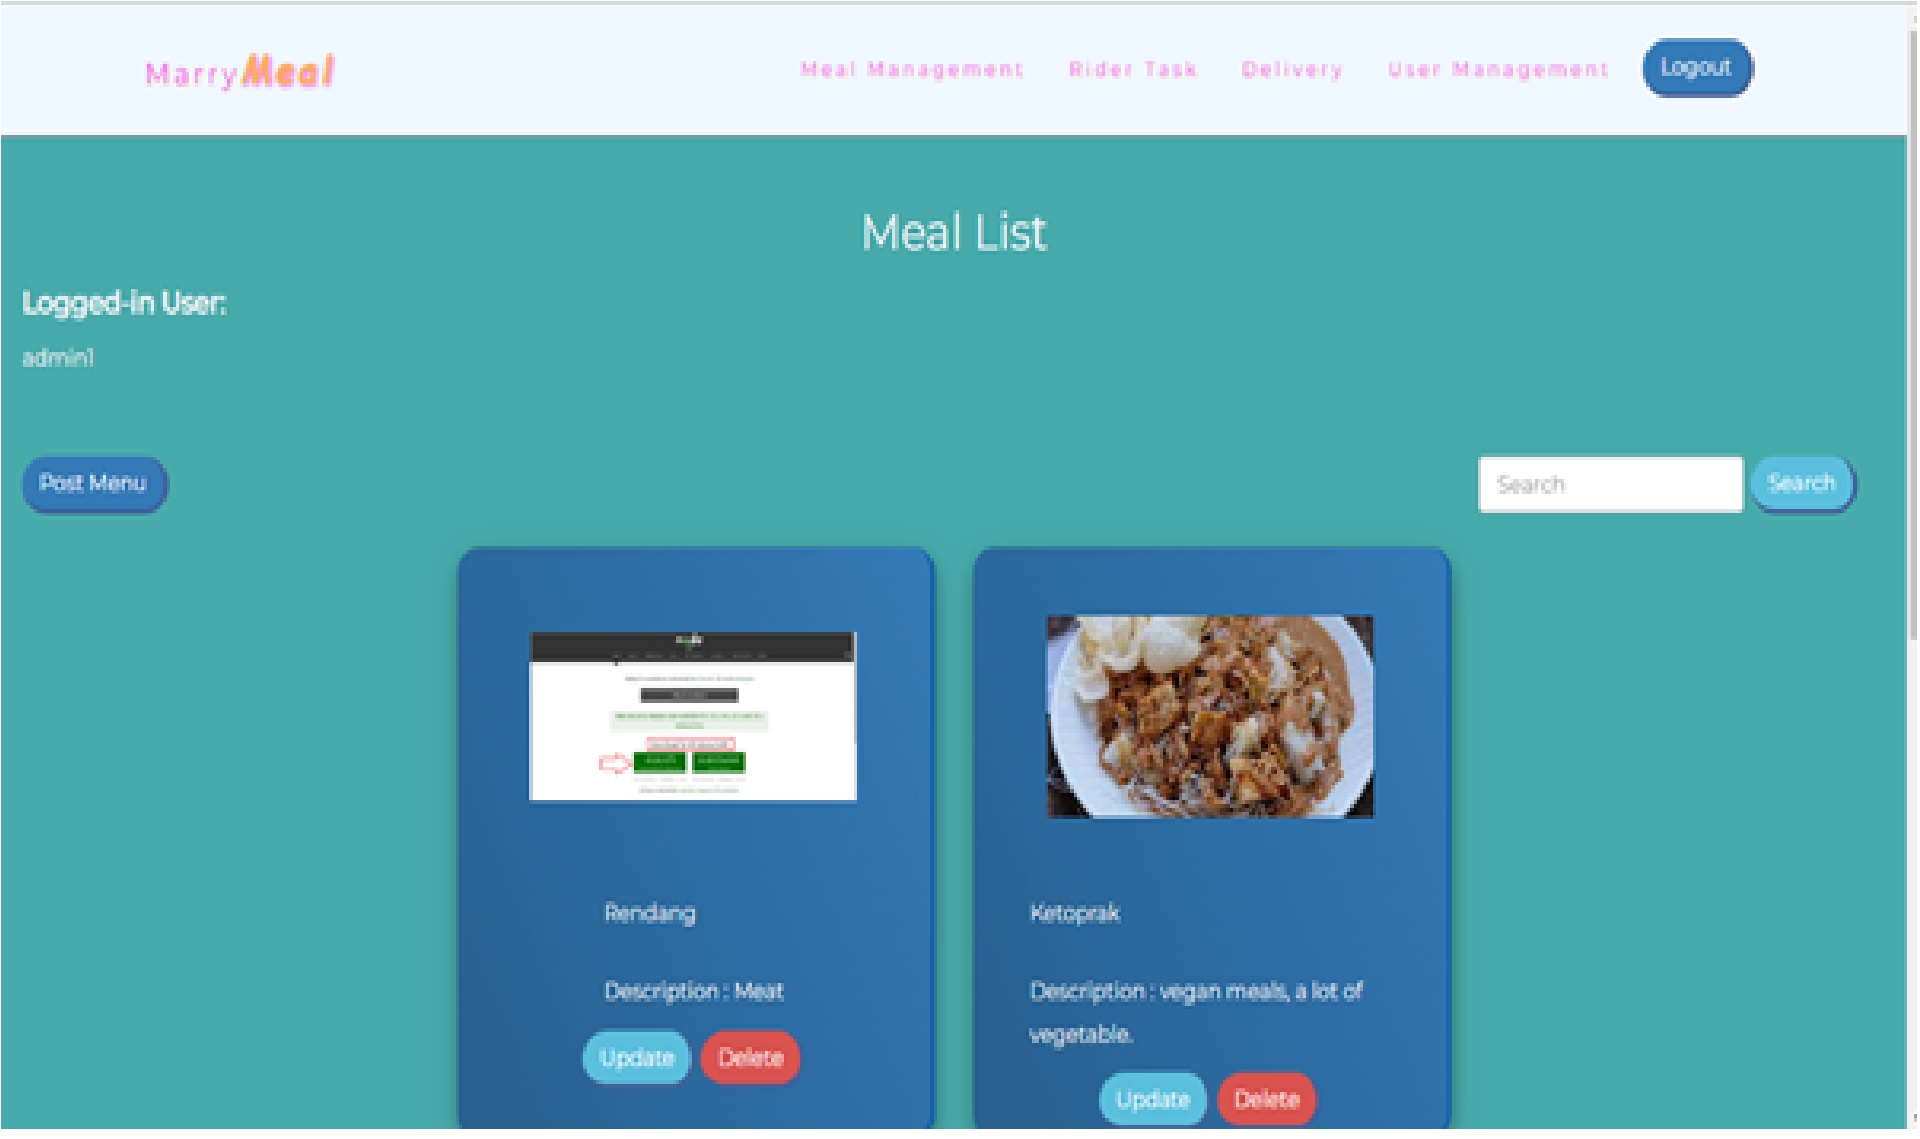 MarryMeal
Meal Management Rider Task Delivery User Management Logout
Meal List
Logged-in User:
admin1
Post Menu
Search Search
Rendang
Description : Meat
Update Delete
Ketoprak
Description : vegan meals, a lot of
vegetable.
Update Delete